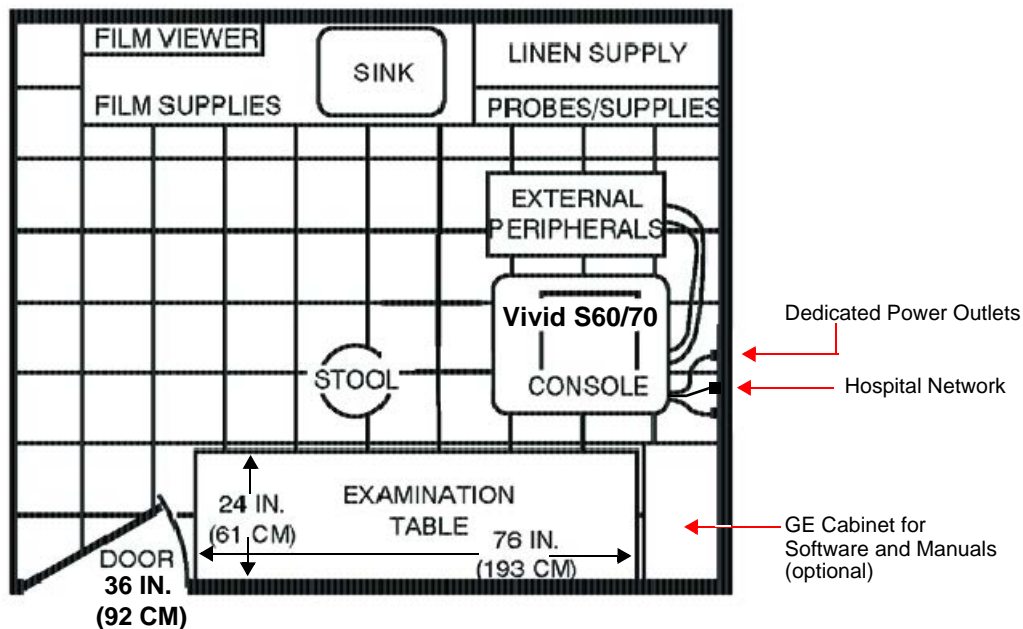 FILM VIEWER
SINK
LINEN SUPPLY
FILM SUPPLIES
PROBES/SUPPLIES
EXTERNAL
PERIPHERALS
Vivid S60/70
CONSOLE
STOOL
Dedicated Power Outlets
Hospital Network
24 IN.
(61 CM)
EXAMINATION
TABLE
76 IN.
(193 CM)
GE Cabinet for
Software and Manuals
(optional)
DOOR
36 IN.
(92 CM)